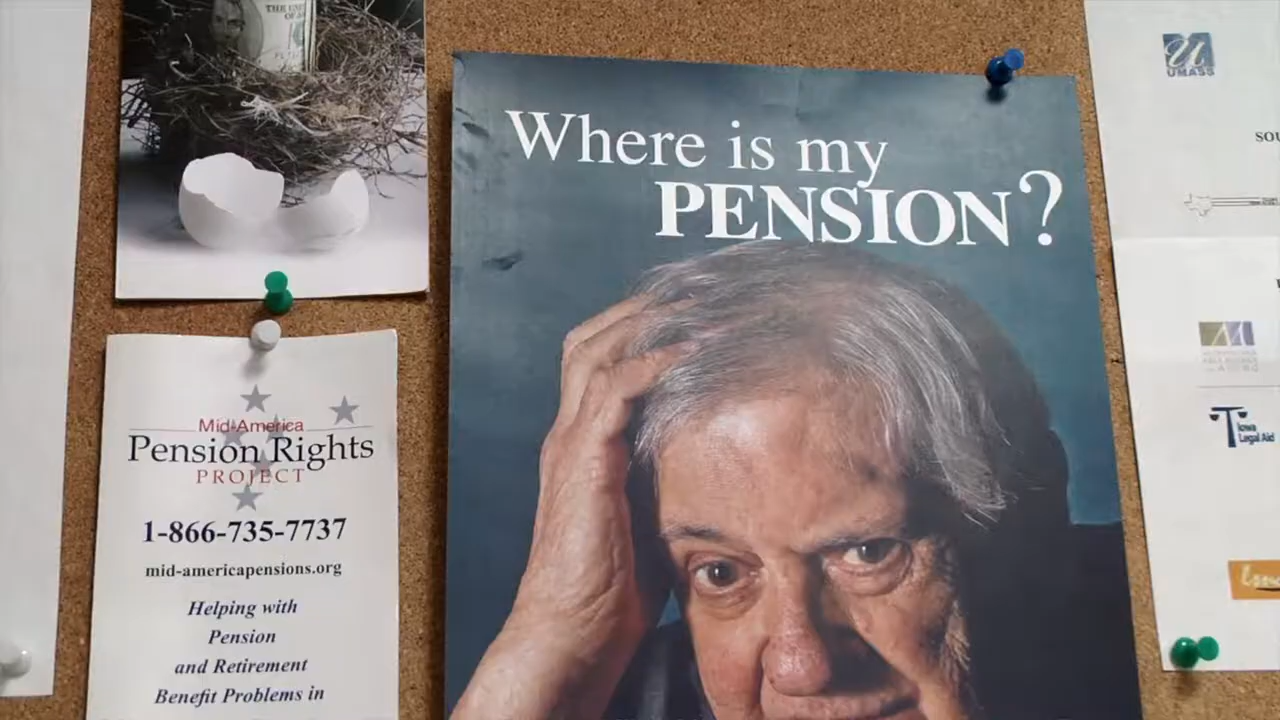 Where is my
PENSION?
Mid-America
Pension Rights
PROJECT
1-866-735-7737
mid-americapensions.org
Helping with
Pension
and Retirement
Benefit Problems in
UMASS
Iowa
Legal Aid